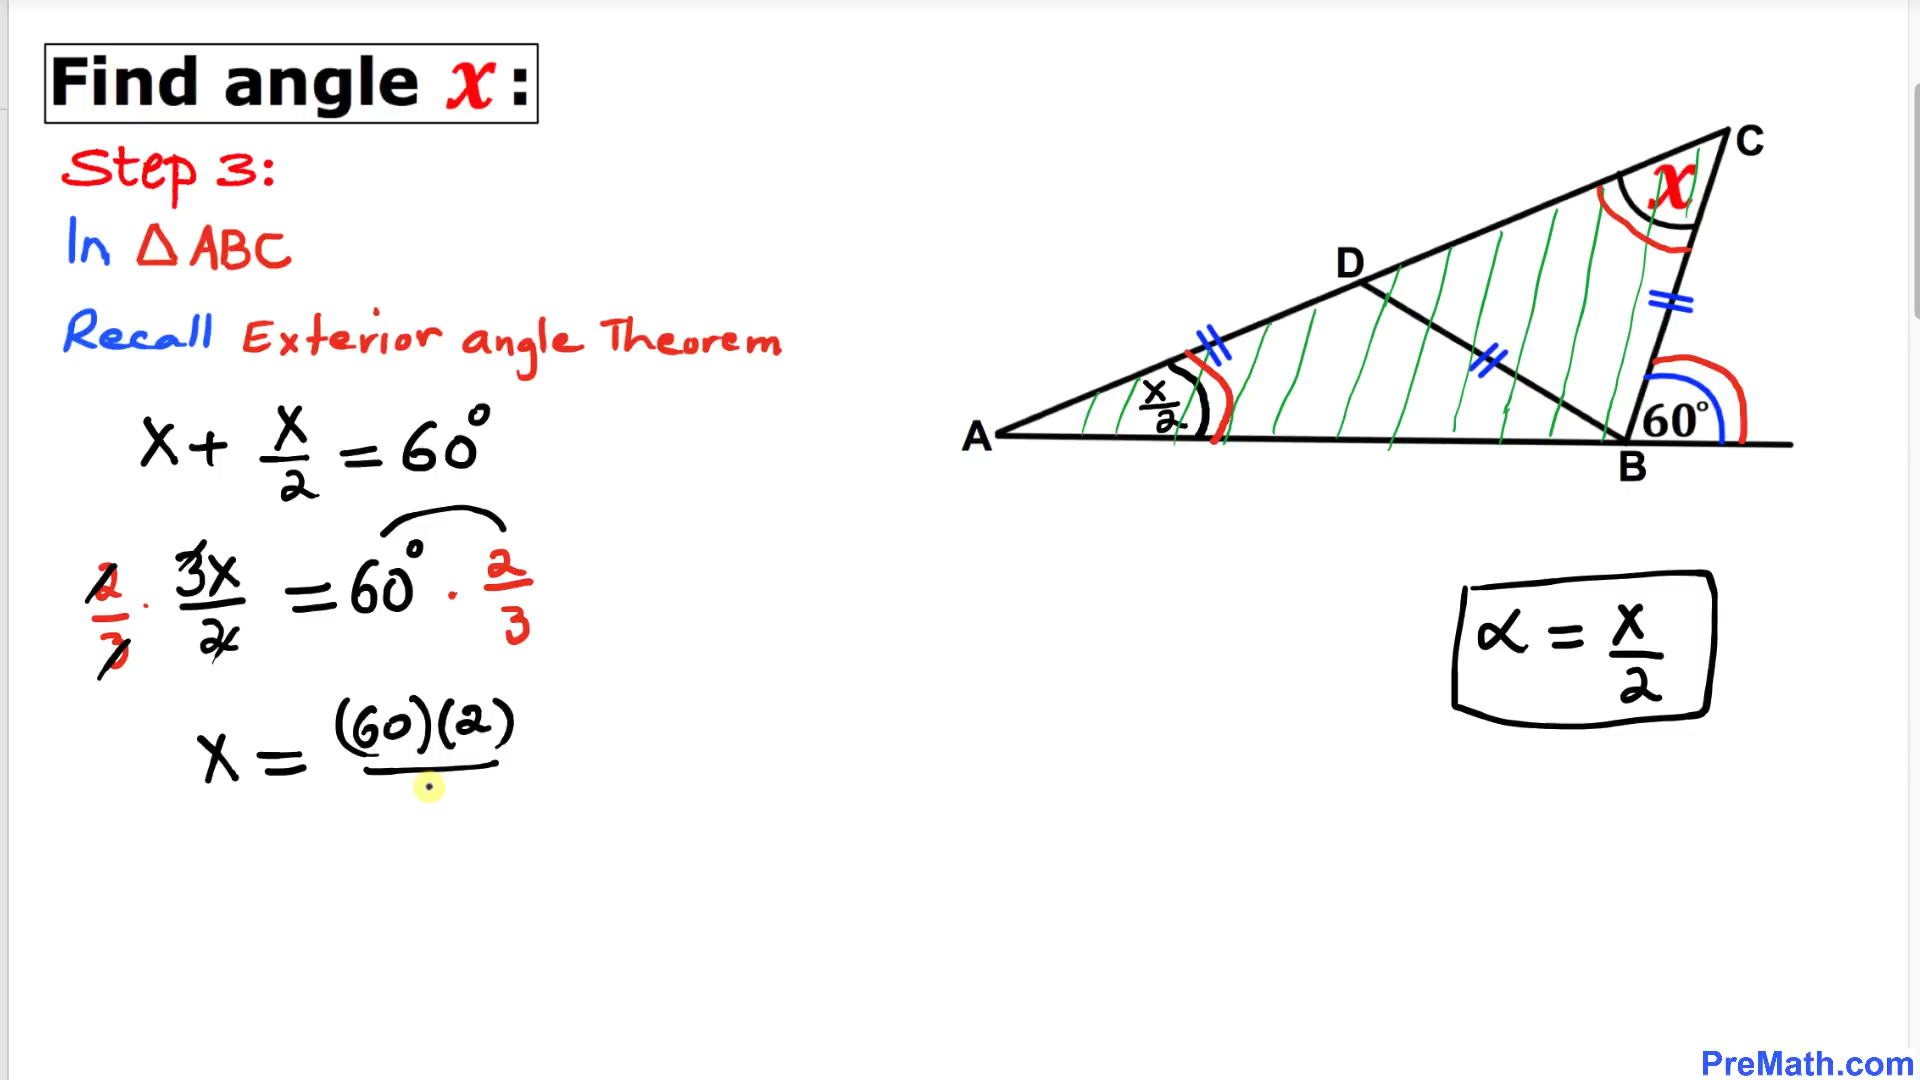 Find angle x:
Step 3:
In △ ABC
Recall Exterior angle Theorem
x + x/2 = 60°
2/3 · 3x/2 = 60° · 2/3
x = (60)(2)
C
x
D
x/2
A
60°
B
α = x/2
PreMath.com